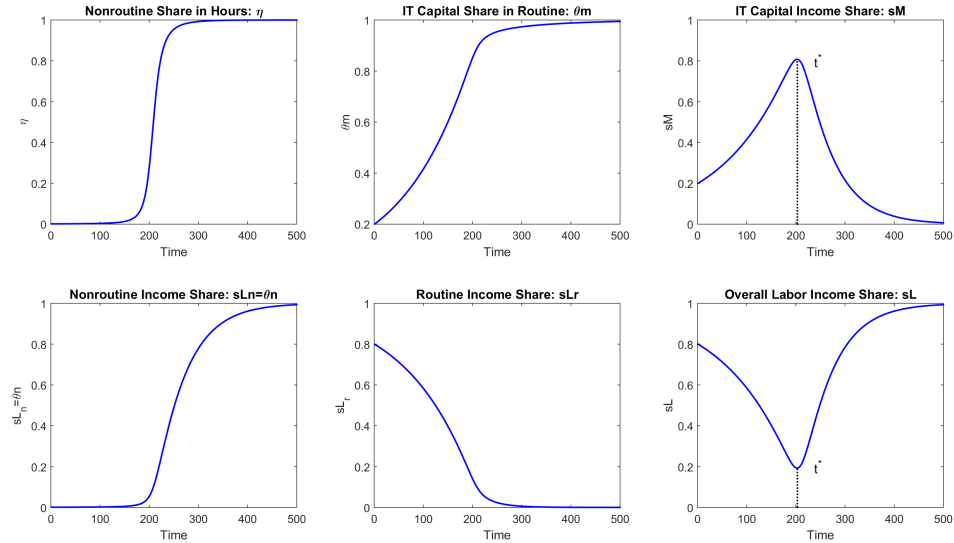 Nonroutine Share in Hours: η
1
0.8
0.6
0.4
0.2
0
η
0 100 200 300 400 500
Time
IT Capital Share in Routine: θm
1
0.8
0.6
0.4
0.2
θm
0 100 200 300 400 500
Time
IT Capital Income Share: sM
1
0.8
0.6
0.4
0.2
0
sM
t*
0 100 200 300 400 500
Time
Nonroutine Income Share: sLn=θn
1
0.8
0.6
0.4
0.2
0
sLn=θn
0 100 200 300 400 500
Time
Routine Income Share: sLr
1
0.8
0.6
0.4
0.2
0
sLr
0 100 200 300 400 500
Time
Overall Labor Income Share: sL
1
0.8
0.6
0.4
0.2
0
sL
t*
0 100 200 300 400 500
Time